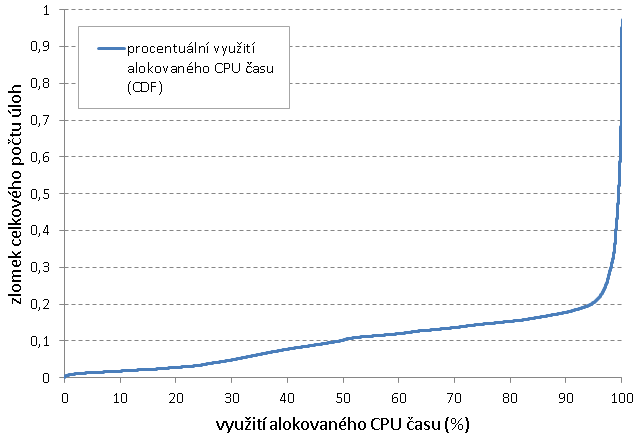 1
0,9
0,8
0,7
0,6
0,5
0,4
0,3
0,2
0,1
0
zlomek celkového počtu úloh
procentuální využití
alokovaného CPU času
(CDF)
0 10 20 30 40 50 60 70 80 90 100
využití alokovaného CPU času (%)